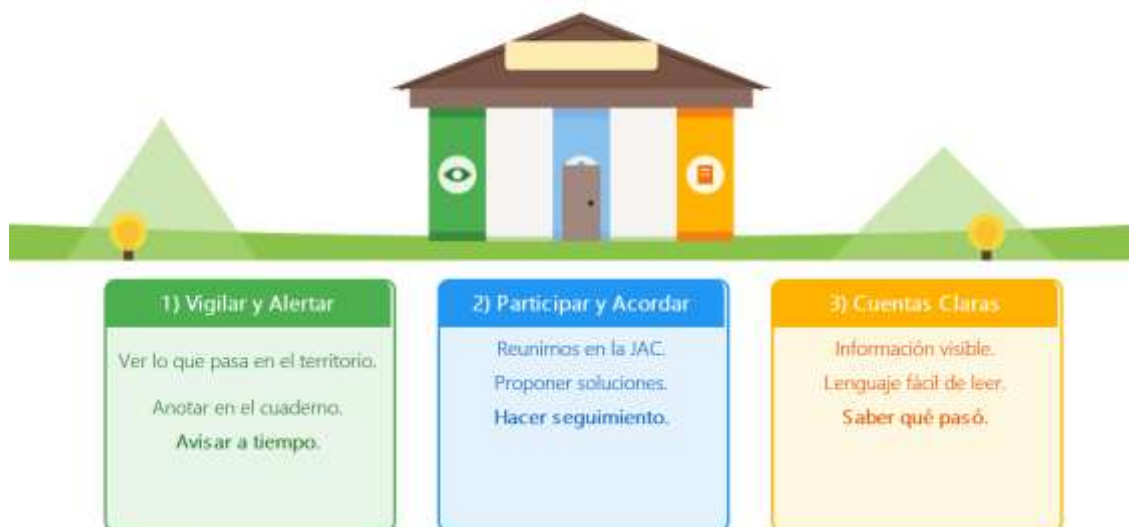 1) Vigilar y Alertar
Ver lo que pasa en el territorio.
Anotar en el cuaderno.
Avisar a tiempo.
2) Participar y Acordar
Reunirnos en la JAC.
Proponer soluciones.
Hacer seguimiento.
3) Cuentas Claras
Información visible.
Lenguaje fácil de leer.
Saber qué pasó.